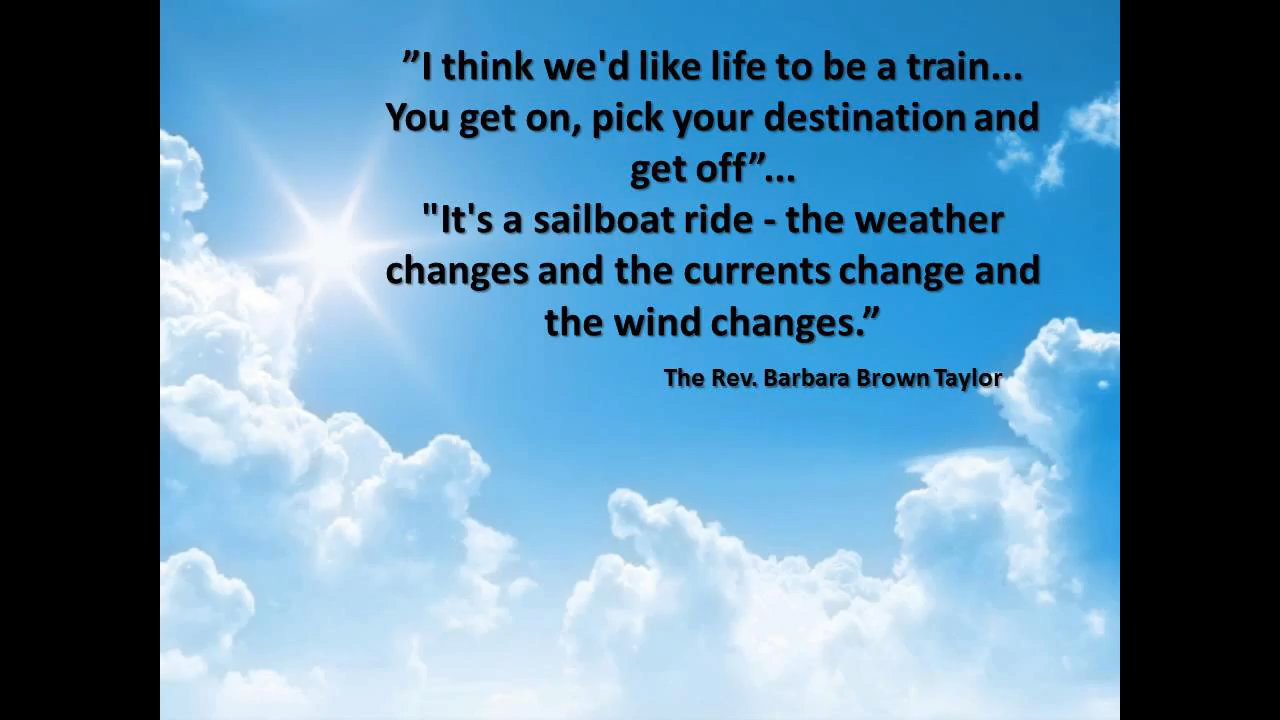 ”I think we'd like life to be a train...
You get on, pick your destination and
get off”...
"It's a sailboat ride - the weather
changes and the currents change and
the wind changes.”
The Rev. Barbara Brown Taylor